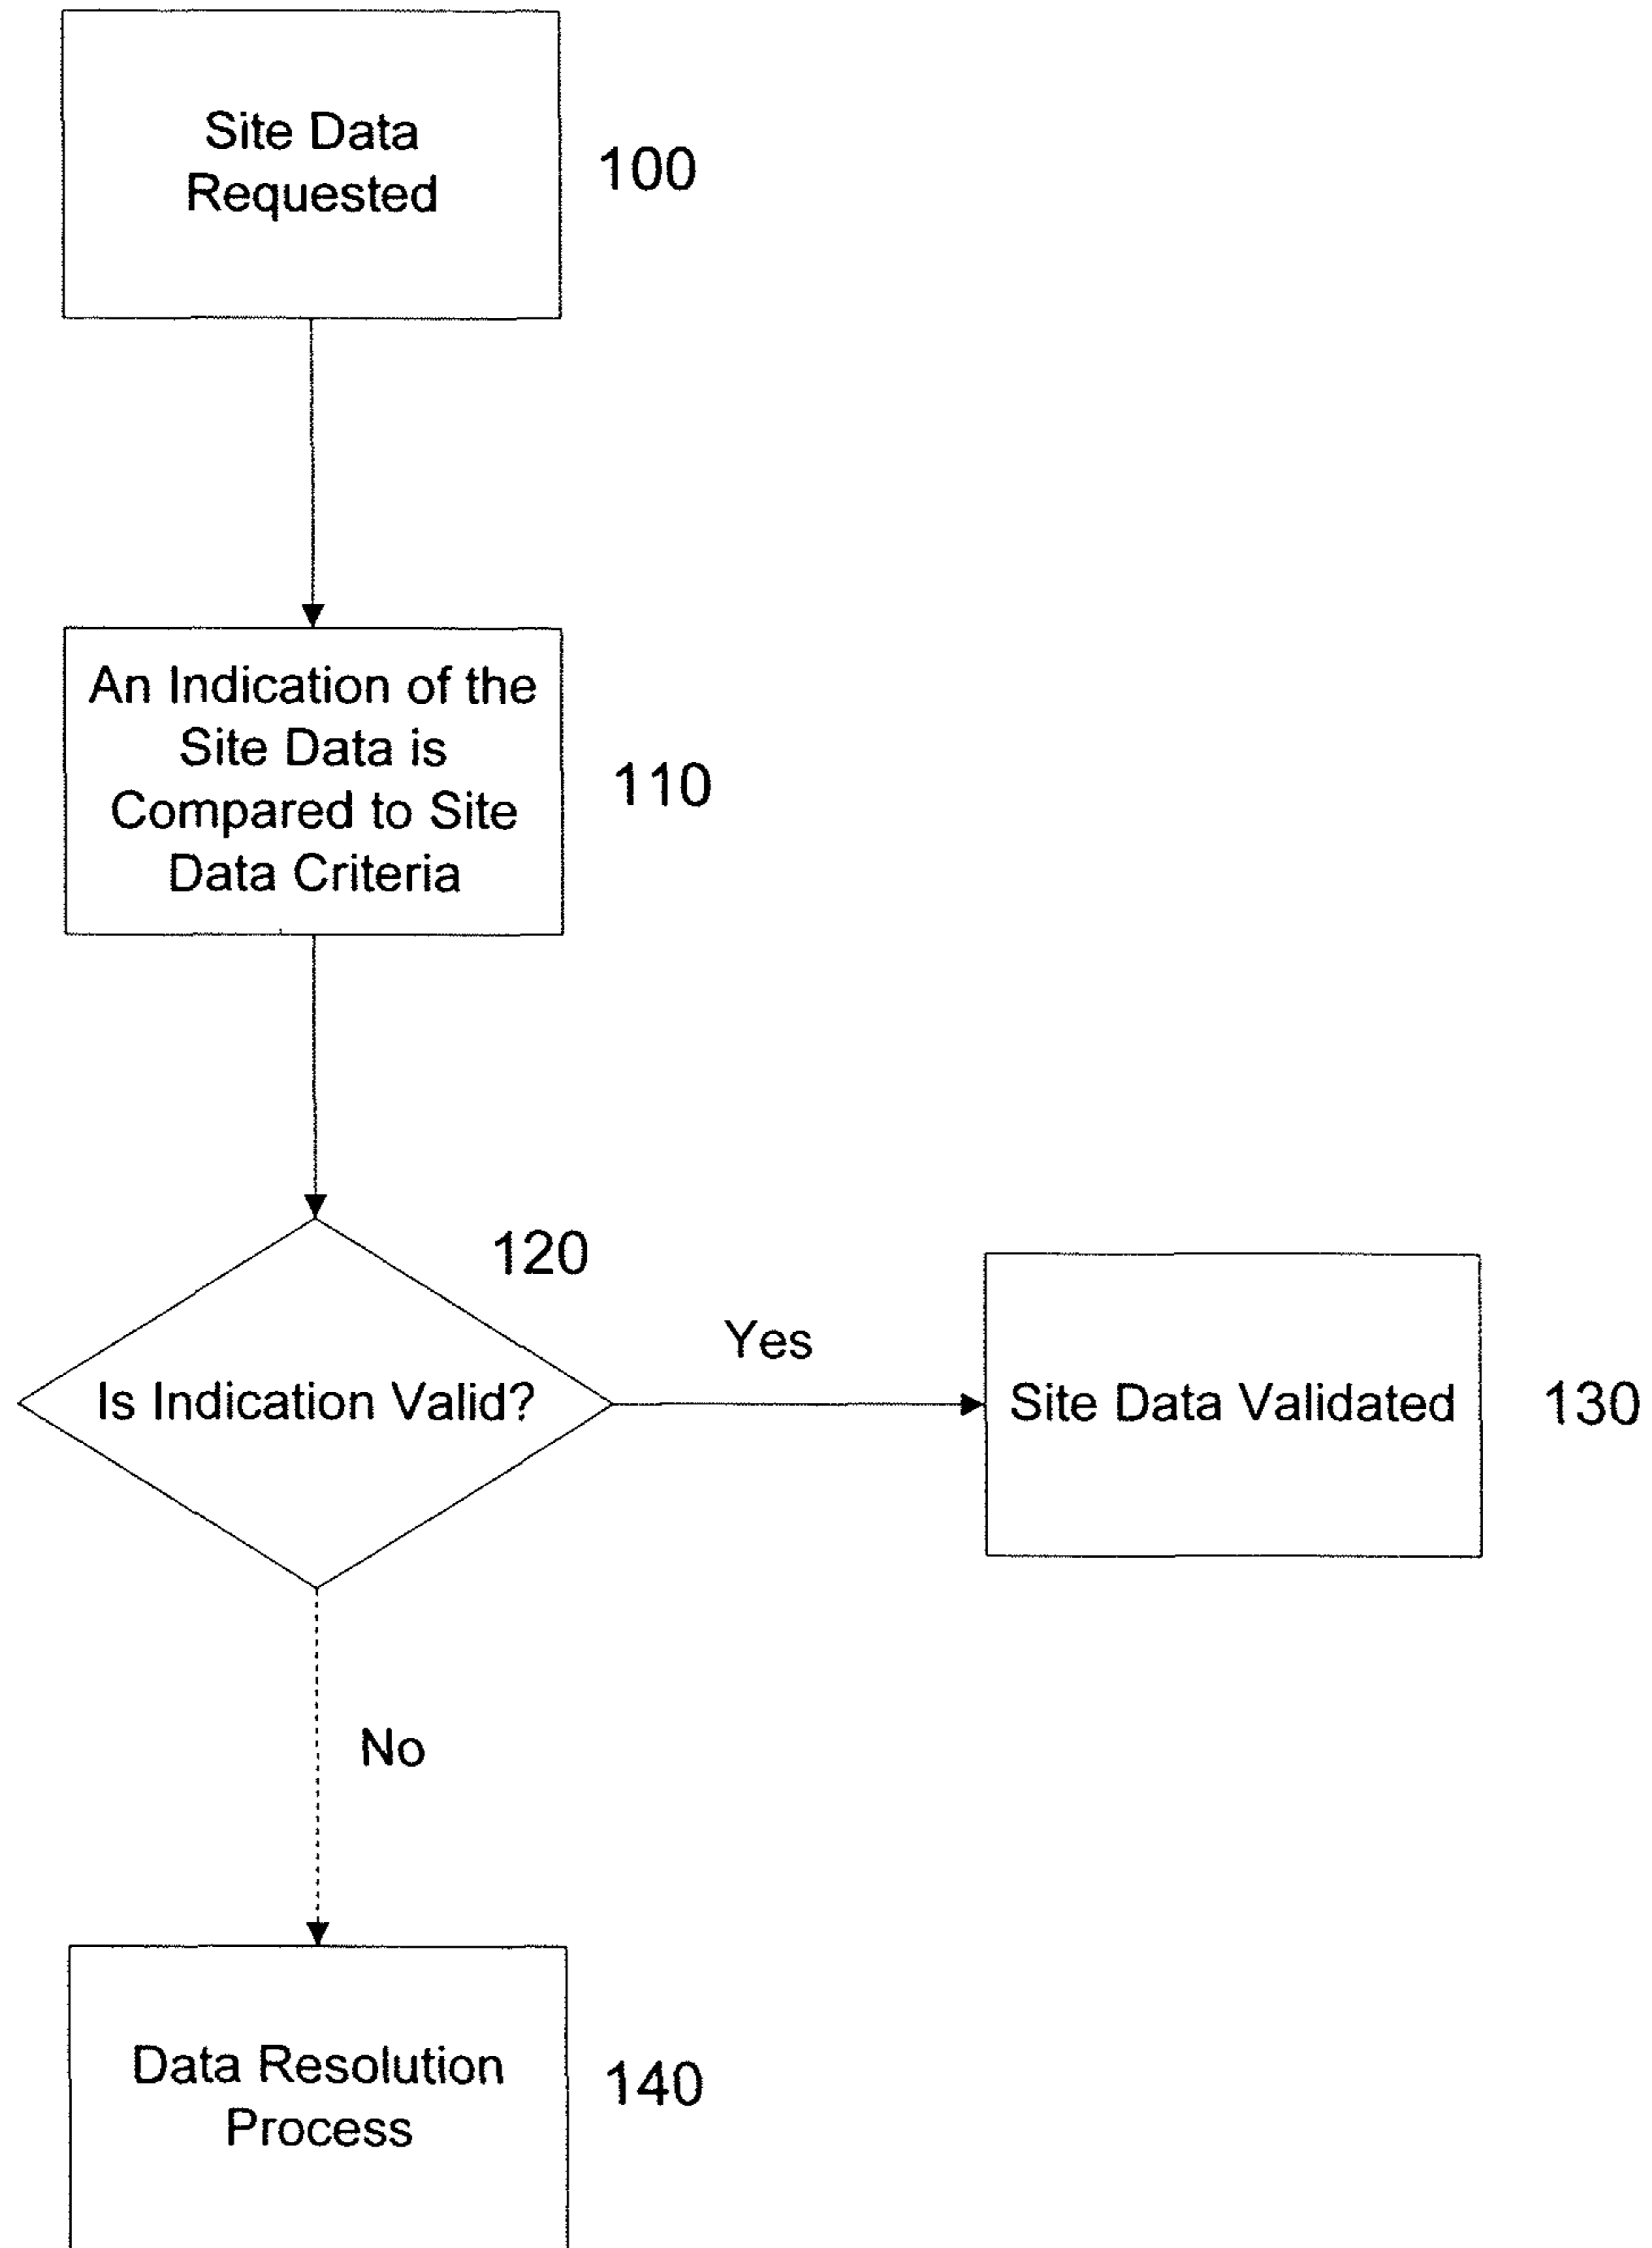 Site Data
Requested
100
An Indication of the
Site Data is
Compared to Site
Data Criteria
110
120
Is Indication Valid?
Yes
Site Data Validated
130
No
Data Resolution
Process
140